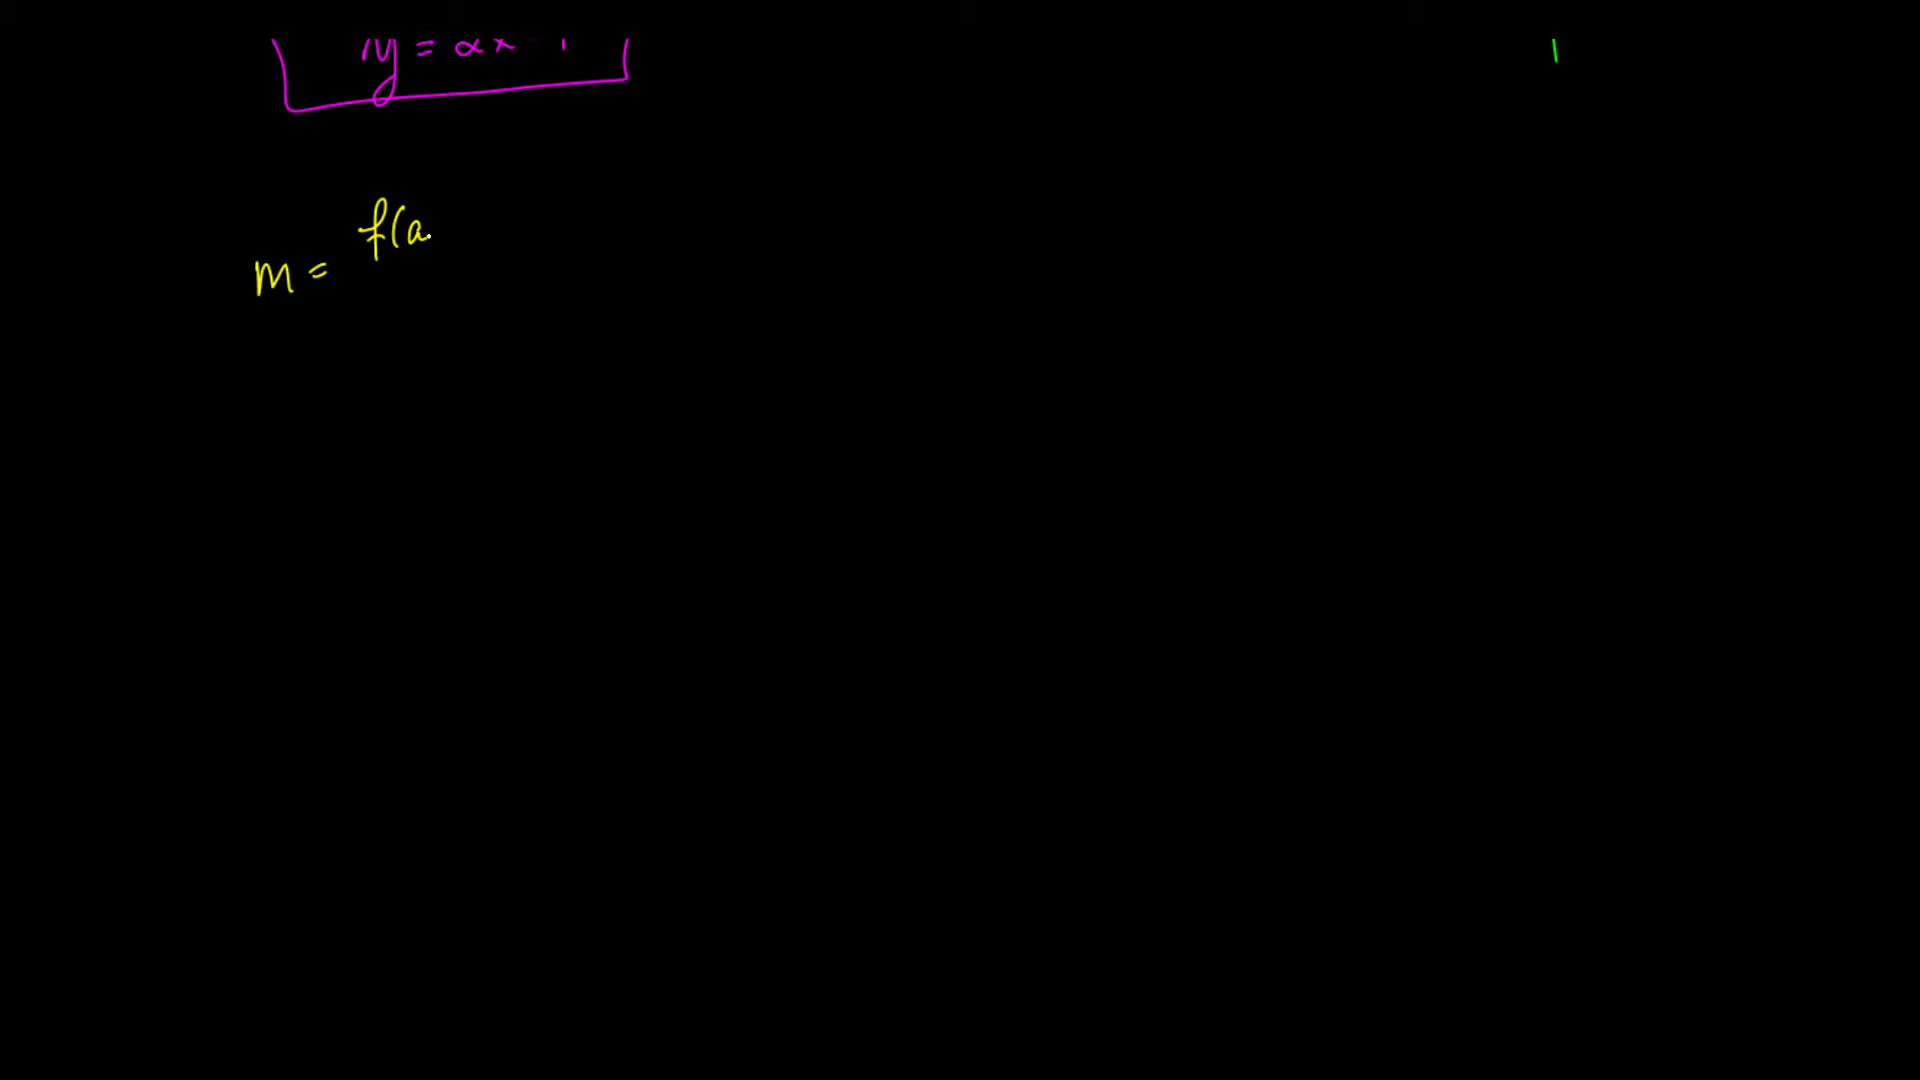 y = αx
m = f(a